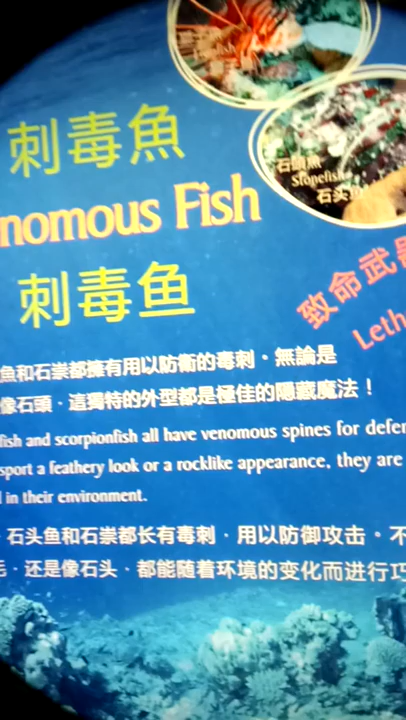 石頭魚
Stonefish
石头鱼
刺毒魚
nomous Fish
刺毒鱼
致命武器
Leth
魚和石崇都擁有用以防衛的毒刺，無論是
像石頭，這獨特的外型都是極佳的隱藏魔法！
fish and scorpionfish all have venomous spines for defen
sport a feathery look or a rocklike appearance, they are
l in their environment.
石头鱼和石崇都长有毒刺，用以防御攻击。不
还是像石头，都能随着环境的变化而进行巧